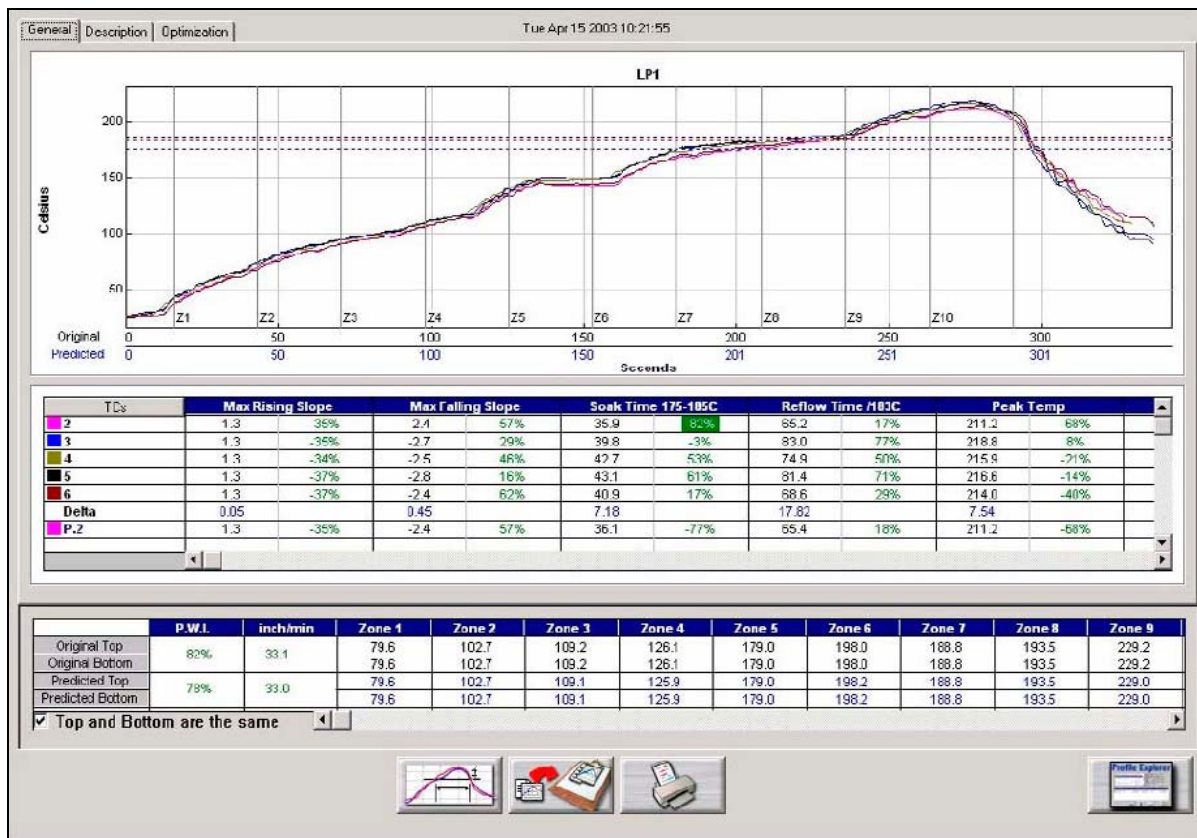 General Description Optimization Tue Apr 15 2003 10:21:55
LP1
Celsius
200
150
100
50
Z1 Z2 Z3 Z4 Z5 Z6 Z7 Z8 Z9 Z10
Original 0 50 100 150 200 250 300
Predicted 0 50 100 150 201 251 301
Seconds
TCs Max Rising Slope Max Falling Slope Soak Time 175-185C Reflow Time /183C Peak Temp
2 1.3 35% 2.4 57% 35.9 82% 65.2 17% 211.2 68%
3 1.3 -35% -2.7 29% 39.8 -3% 83.0 77% 218.8 8%
4 1.3 -34% -2.5 46% 42.7 53% 74.9 50% 215.9 -21%
5 1.3 -37% -2.8 16% 43.1 61% 81.4 71% 216.6 -14%
6 1.3 -37% -2.4 62% 40.9 17% 68.6 29% 214.0 -40%
Delta 0.05 0.45 7.18 17.82 7.54
P.2 1.3 -35% -2.4 57% 36.1 -77% 65.4 18% 211.2 -68%
P.W.I. inch/min Zone 1 Zone 2 Zone 3 Zone 4 Zone 5 Zone 6 Zone 7 Zone 8 Zone 9
Original Top 82% 33.1 79.6 102.7 109.2 126.1 179.0 198.0 188.8 193.5 229.2
Original Bottom 79.6 102.7 109.2 126.1 179.0 198.0 188.8 193.5 229.2
Predicted Top 78% 33.0 79.6 102.7 109.1 125.9 179.0 198.2 188.8 193.5 229.0
Predicted Bottom 79.6 102.7 109.1 125.9 179.0 198.2 188.8 193.5 229.0
Top and Bottom are the same
Profile Explorer